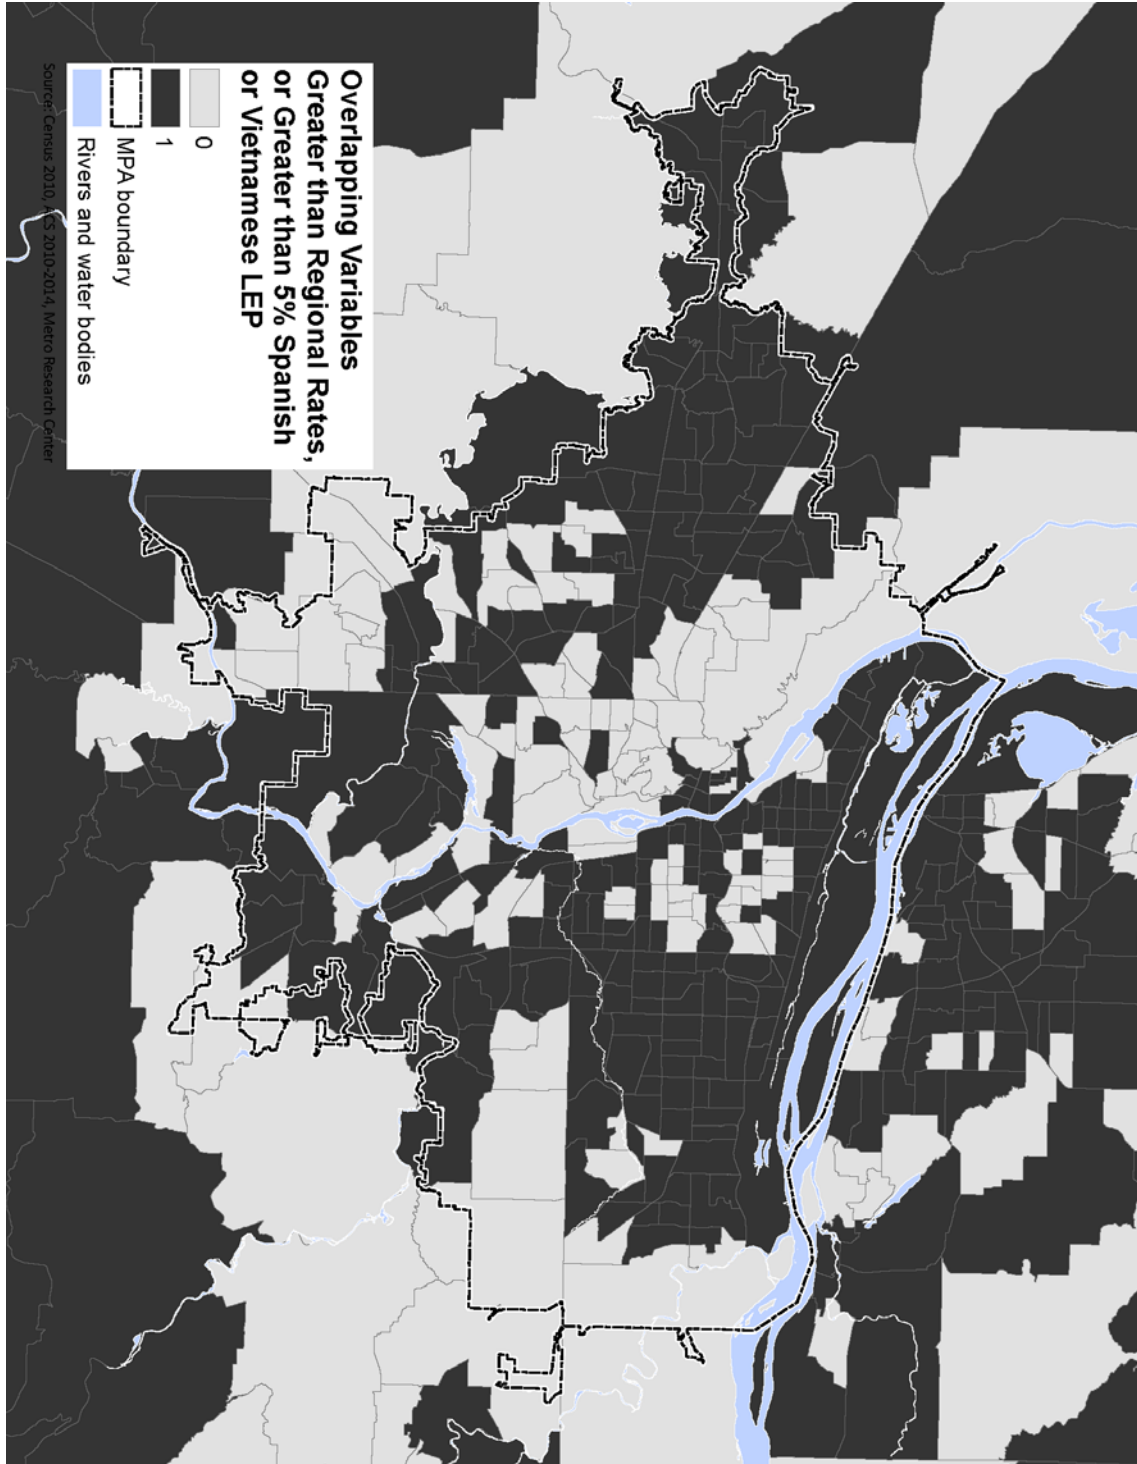 Overlapping Variables
Greater than Regional Rates,
or Greater than 5% Spanish
or Vietnamese LEP
0
1
MPA boundary
Rivers and water bodies
Source: Census 2010, ACS 2010-2014, Metro Research Center